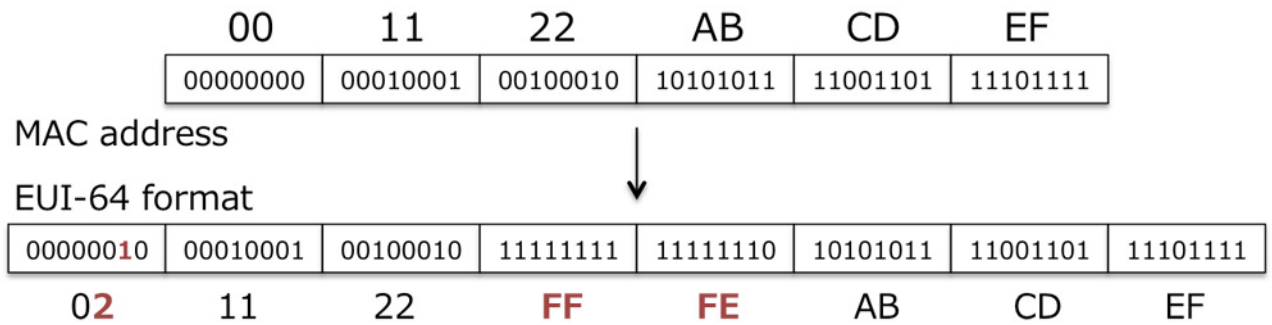 00 11 22 AB CD EF
00000000 00010001 00100010 10101011 11001101 11101111
MAC address
EUI-64 format
00000010 00010001 00100010 11111111 11111110 10101011 11001101 11101111
02 11 22 FF FE AB CD EF